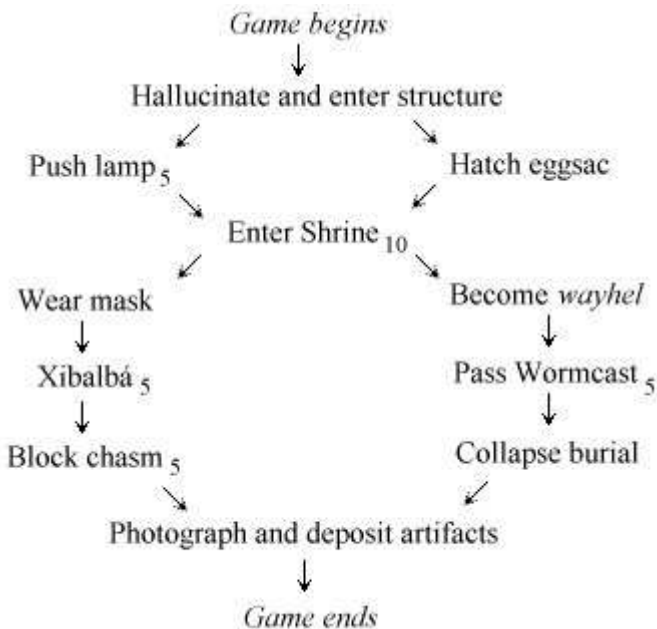 Game begins
Hallucinate and enter structure
Push lamp 5
Hatch eggsac
Enter Shrine 10
Wear mask
Become wayhel
Xibalbá 5
Pass Wormcast 5
Block chasm 5
Collapse burial
Photograph and deposit artifacts
Game ends